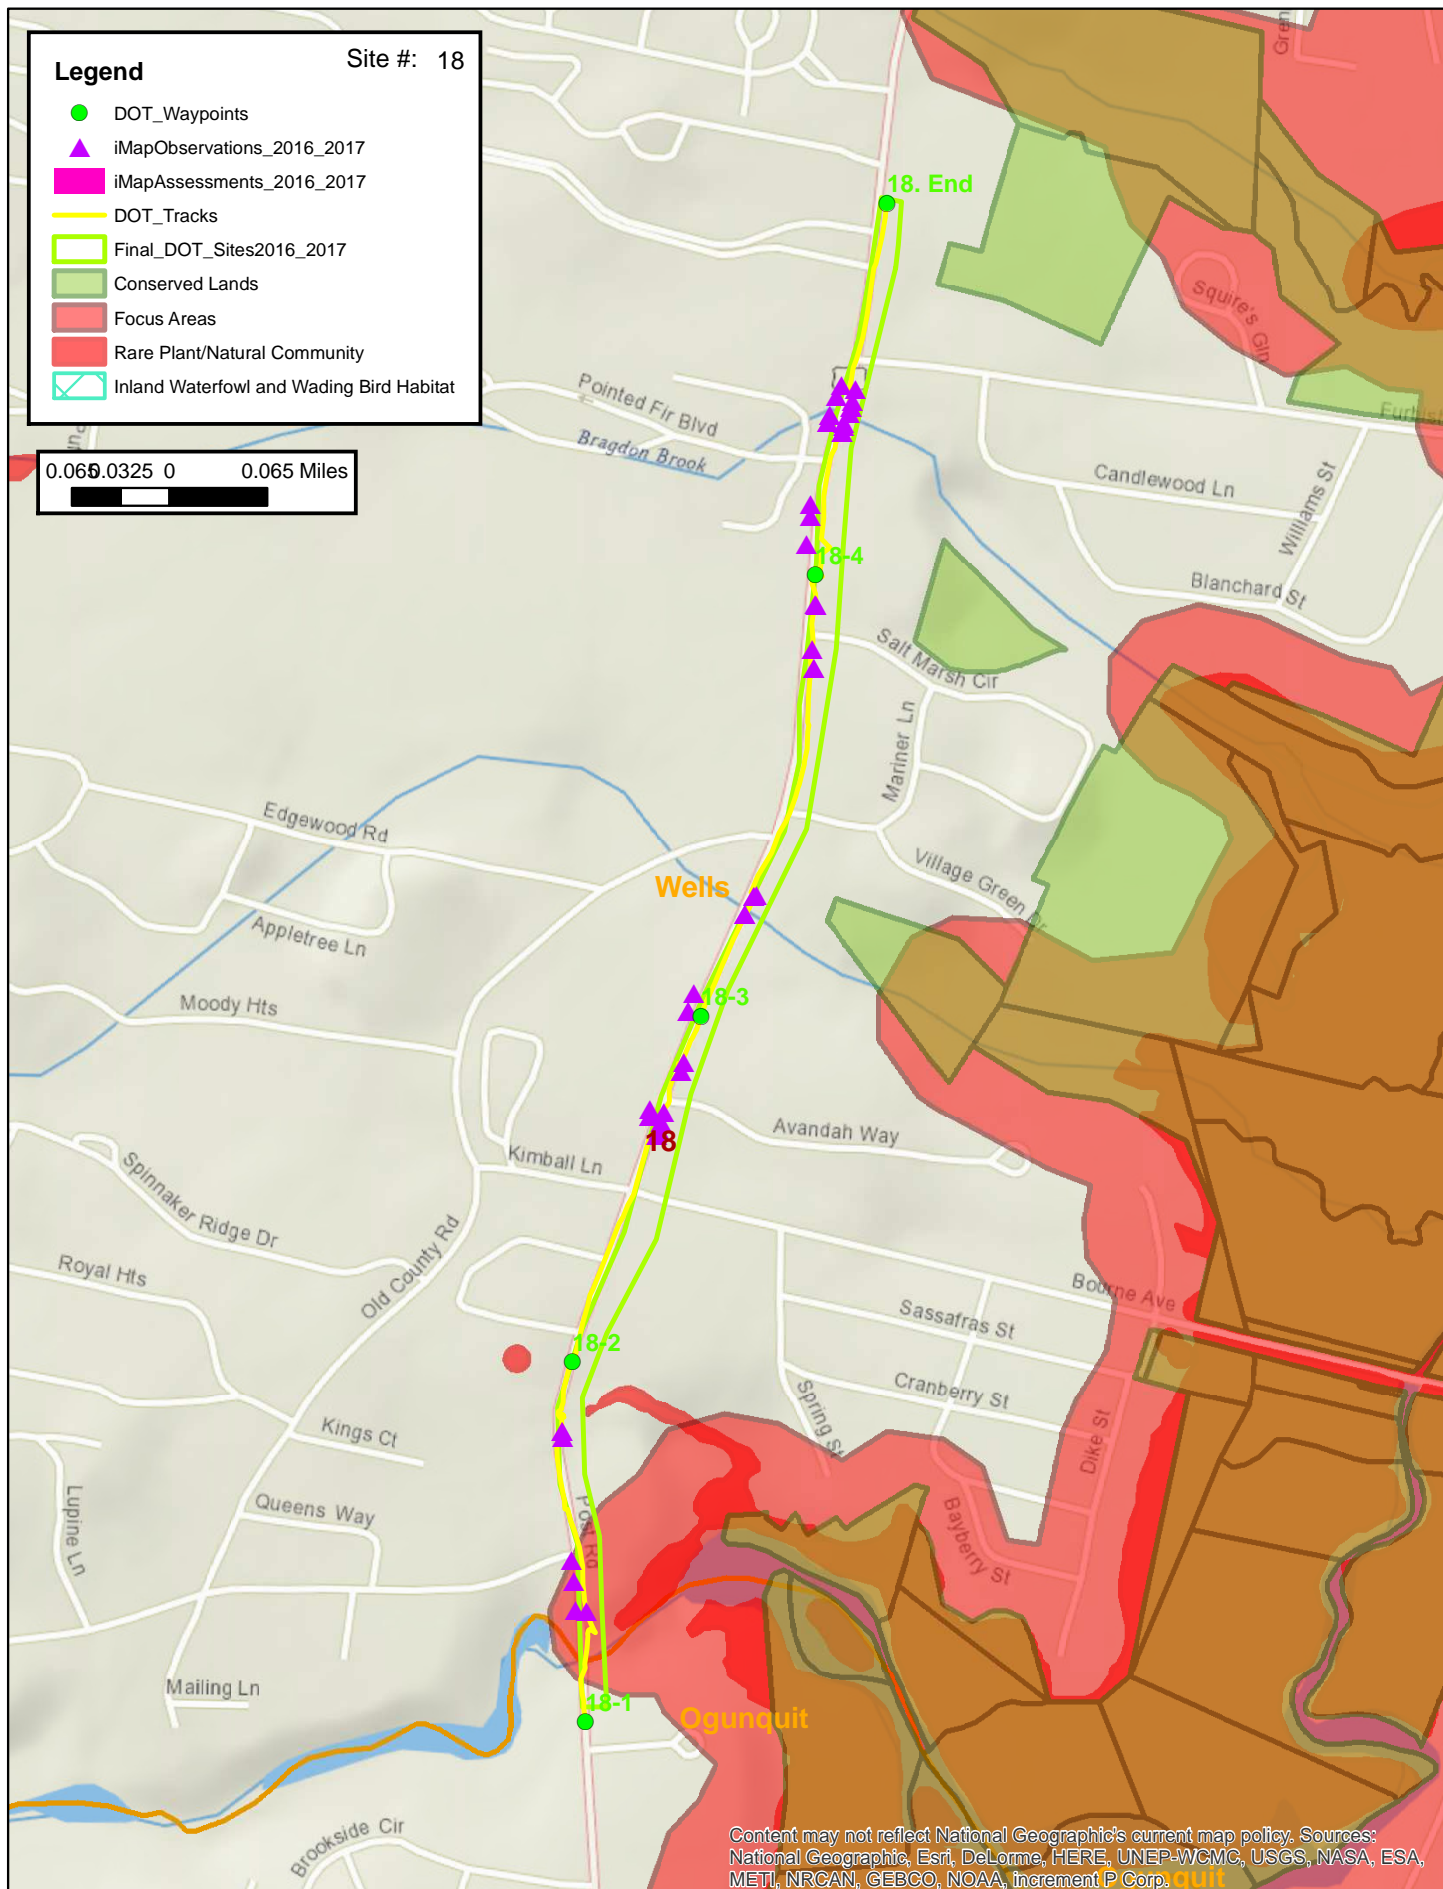 Legend
Site #: 18
DOT_Waypoints
iMapObservations_2016_2017
iMapAssessments_2016_2017
DOT_Tracks
Final_DOT_Sites2016_2017
Conserved Lands
Focus Areas
Rare Plant/Natural Community
Inland Waterfowl and Wading Bird Habitat
0.065 0.0325 0 0.065 Miles
18. End
Squire's Gln
Pointed Fir Blvd
Bragdon Brook
Candlewood Ln
Williams St
Blanchard St
18-4
Salt Marsh Cir
Mariner Ln
Edgewood Rd
Village Green Dr
Wells
Appletree Ln
Moody Hts
18-3
Avandah Way
18
Kimball Ln
Spinnaker Ridge Dr
Old County Rd
Royal Hts
Bourne Ave
Sassafras St
18-2
Cranberry St
Spring St
Dike St
Kings Ct
Queens Way
Lupine Ln
Post Rd
Bayberry St
Mailing Ln
18-1
Ogunquit
Brookside Cir
Content may not reflect National Geographic's current map policy. Sources:
National Geographic, Esri, DeLorme, HERE, UNEP-WCMC, USGS, NASA, ESA,
METI, NRCAN, GEBCO, NOAA, increment P Corp.